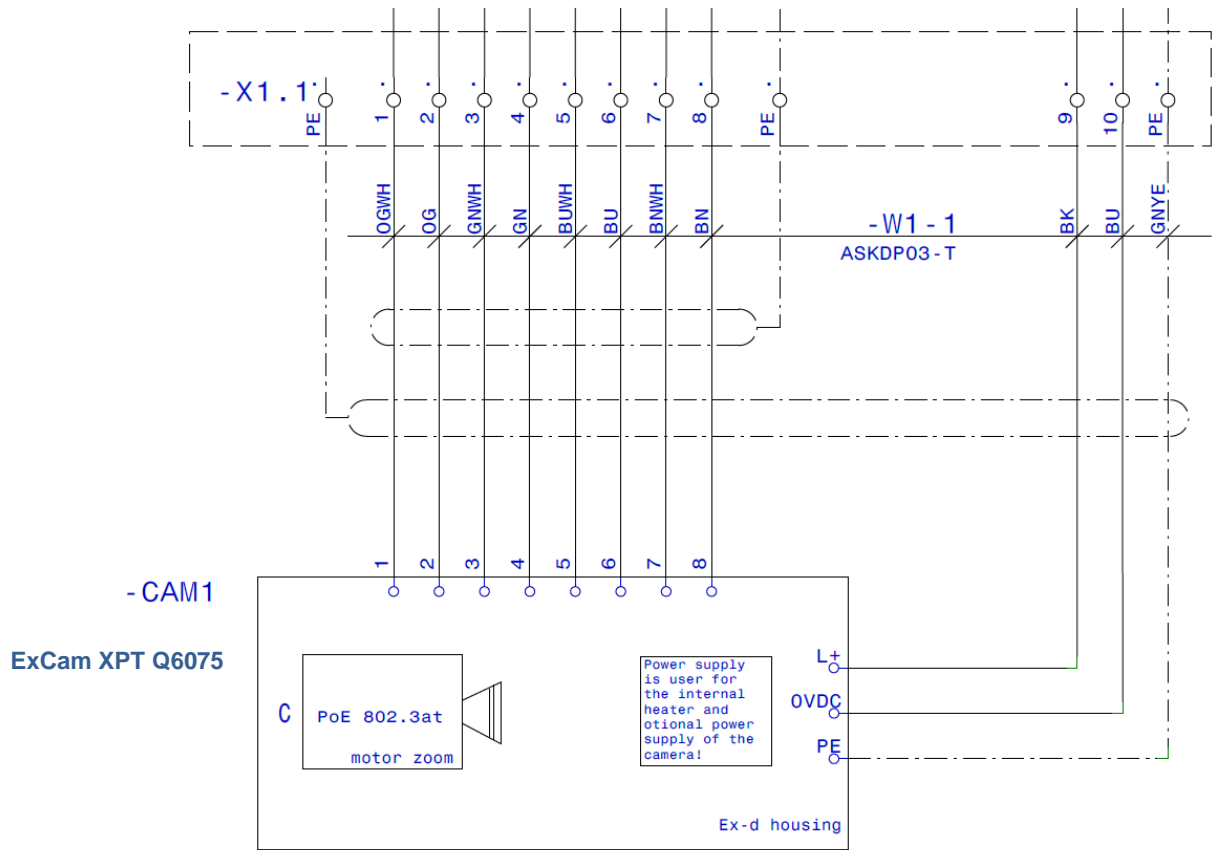 -X1.1
PE
1
2
3
4
5
6
7
8
PE
9
10
PE
OGWH
OG
GNWH
GN
BUWH
BU
BNWH
BN
-W1-1
ASKDP03-T
BK
BU
GNYE
-CAM1
1
2
3
4
5
6
7
8
ExCam XPT Q6075
C
PoE 802.3at
motor zoom
Power supply
is user for
the internal
heater and
otional power
supply of the
camera!
L+
0VDC
PE
Ex-d housing